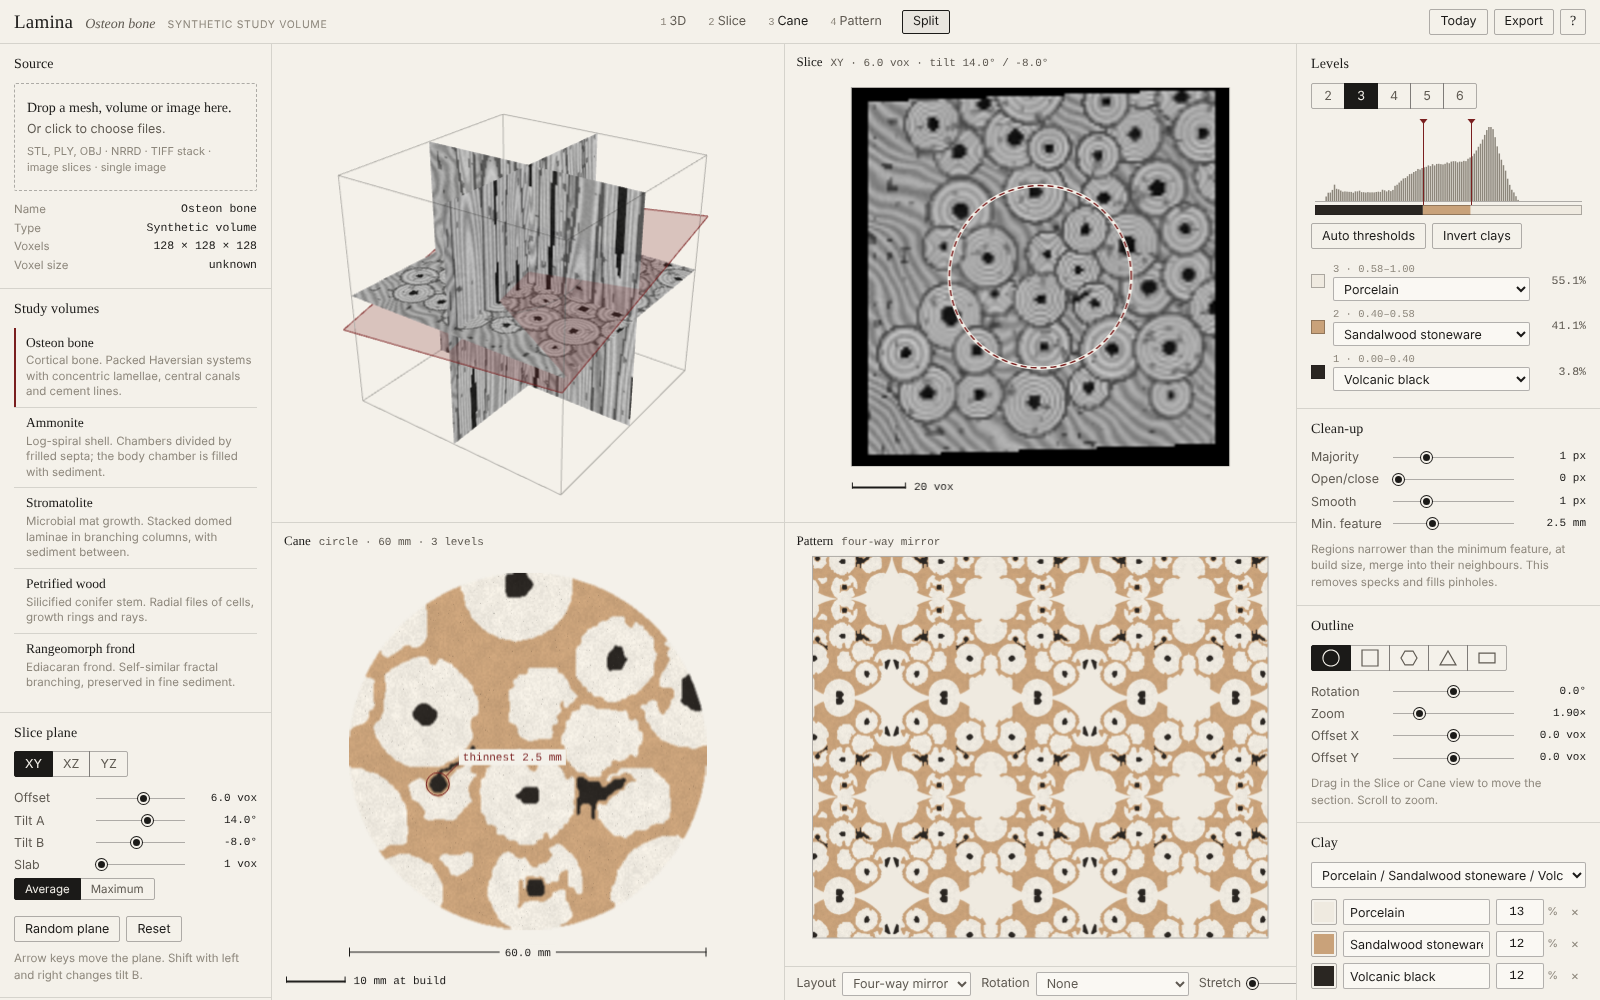 Lamina Osteon bone SYNTHETIC STUDY VOLUME
1 3D 2 Slice 3 Cane 4 Pattern Split
Today Export ?
Source
Drop a mesh, volume or image here.
Or click to choose files.
STL, PLY, OBJ · NRRD · TIFF stack ·
image slices · single image
Name Osteon bone
Type Synthetic volume
Voxels 128 × 128 × 128
Voxel size unknown
Study volumes
Osteon bone
Cortical bone. Packed Haversian systems
with concentric lamellae, central canals
and cement lines.
Ammonite
Log-spiral shell. Chambers divided by
frilled septa; the body chamber is filled
with sediment.
Stromatolite
Microbial mat growth. Stacked domed
laminae in branching columns, with
sediment between.
Petrified wood
Silicified conifer stem. Radial files of cells,
growth rings and rays.
Rangeomorph frond
Ediacaran frond. Self-similar fractal
branching, preserved in fine sediment.
Slice plane
XY XZ YZ
Offset 6.0 vox
Tilt A 14.0°
Tilt B -8.0°
Slab 1 vox
Average Maximum
Random plane Reset
Arrow keys move the plane. Shift with left
and right changes tilt B.
Slice XY · 6.0 vox · tilt 14.0° / -8.0°
20 vox
Cane circle · 60 mm · 3 levels
thinnest 2.5 mm
60.0 mm
10 mm at build
Pattern four-way mirror
Layout Four-way mirror Rotation None Stretch
Levels
2 3 4 5 6
Auto thresholds Invert clays
3 · 0.58–1.00
Porcelain 55.1%
2 · 0.40–0.58
Sandalwood stoneware 41.1%
1 · 0.00–0.40
Volcanic black 3.8%
Clean-up
Majority 1 px
Open/close 0 px
Smooth 1 px
Min. feature 2.5 mm
Regions narrower than the minimum feature, at
build size, merge into their neighbours. This
removes specks and fills pinholes.
Outline
Rotation 0.0°
Zoom 1.90×
Offset X 0.0 vox
Offset Y 0.0 vox
Drag in the Slice or Cane view to move the
section. Scroll to zoom.
Clay
Porcelain / Sandalwood stoneware / Volc
Porcelain 13 % ×
Sandalwood stoneware 12 % ×
Volcanic black 12 % ×